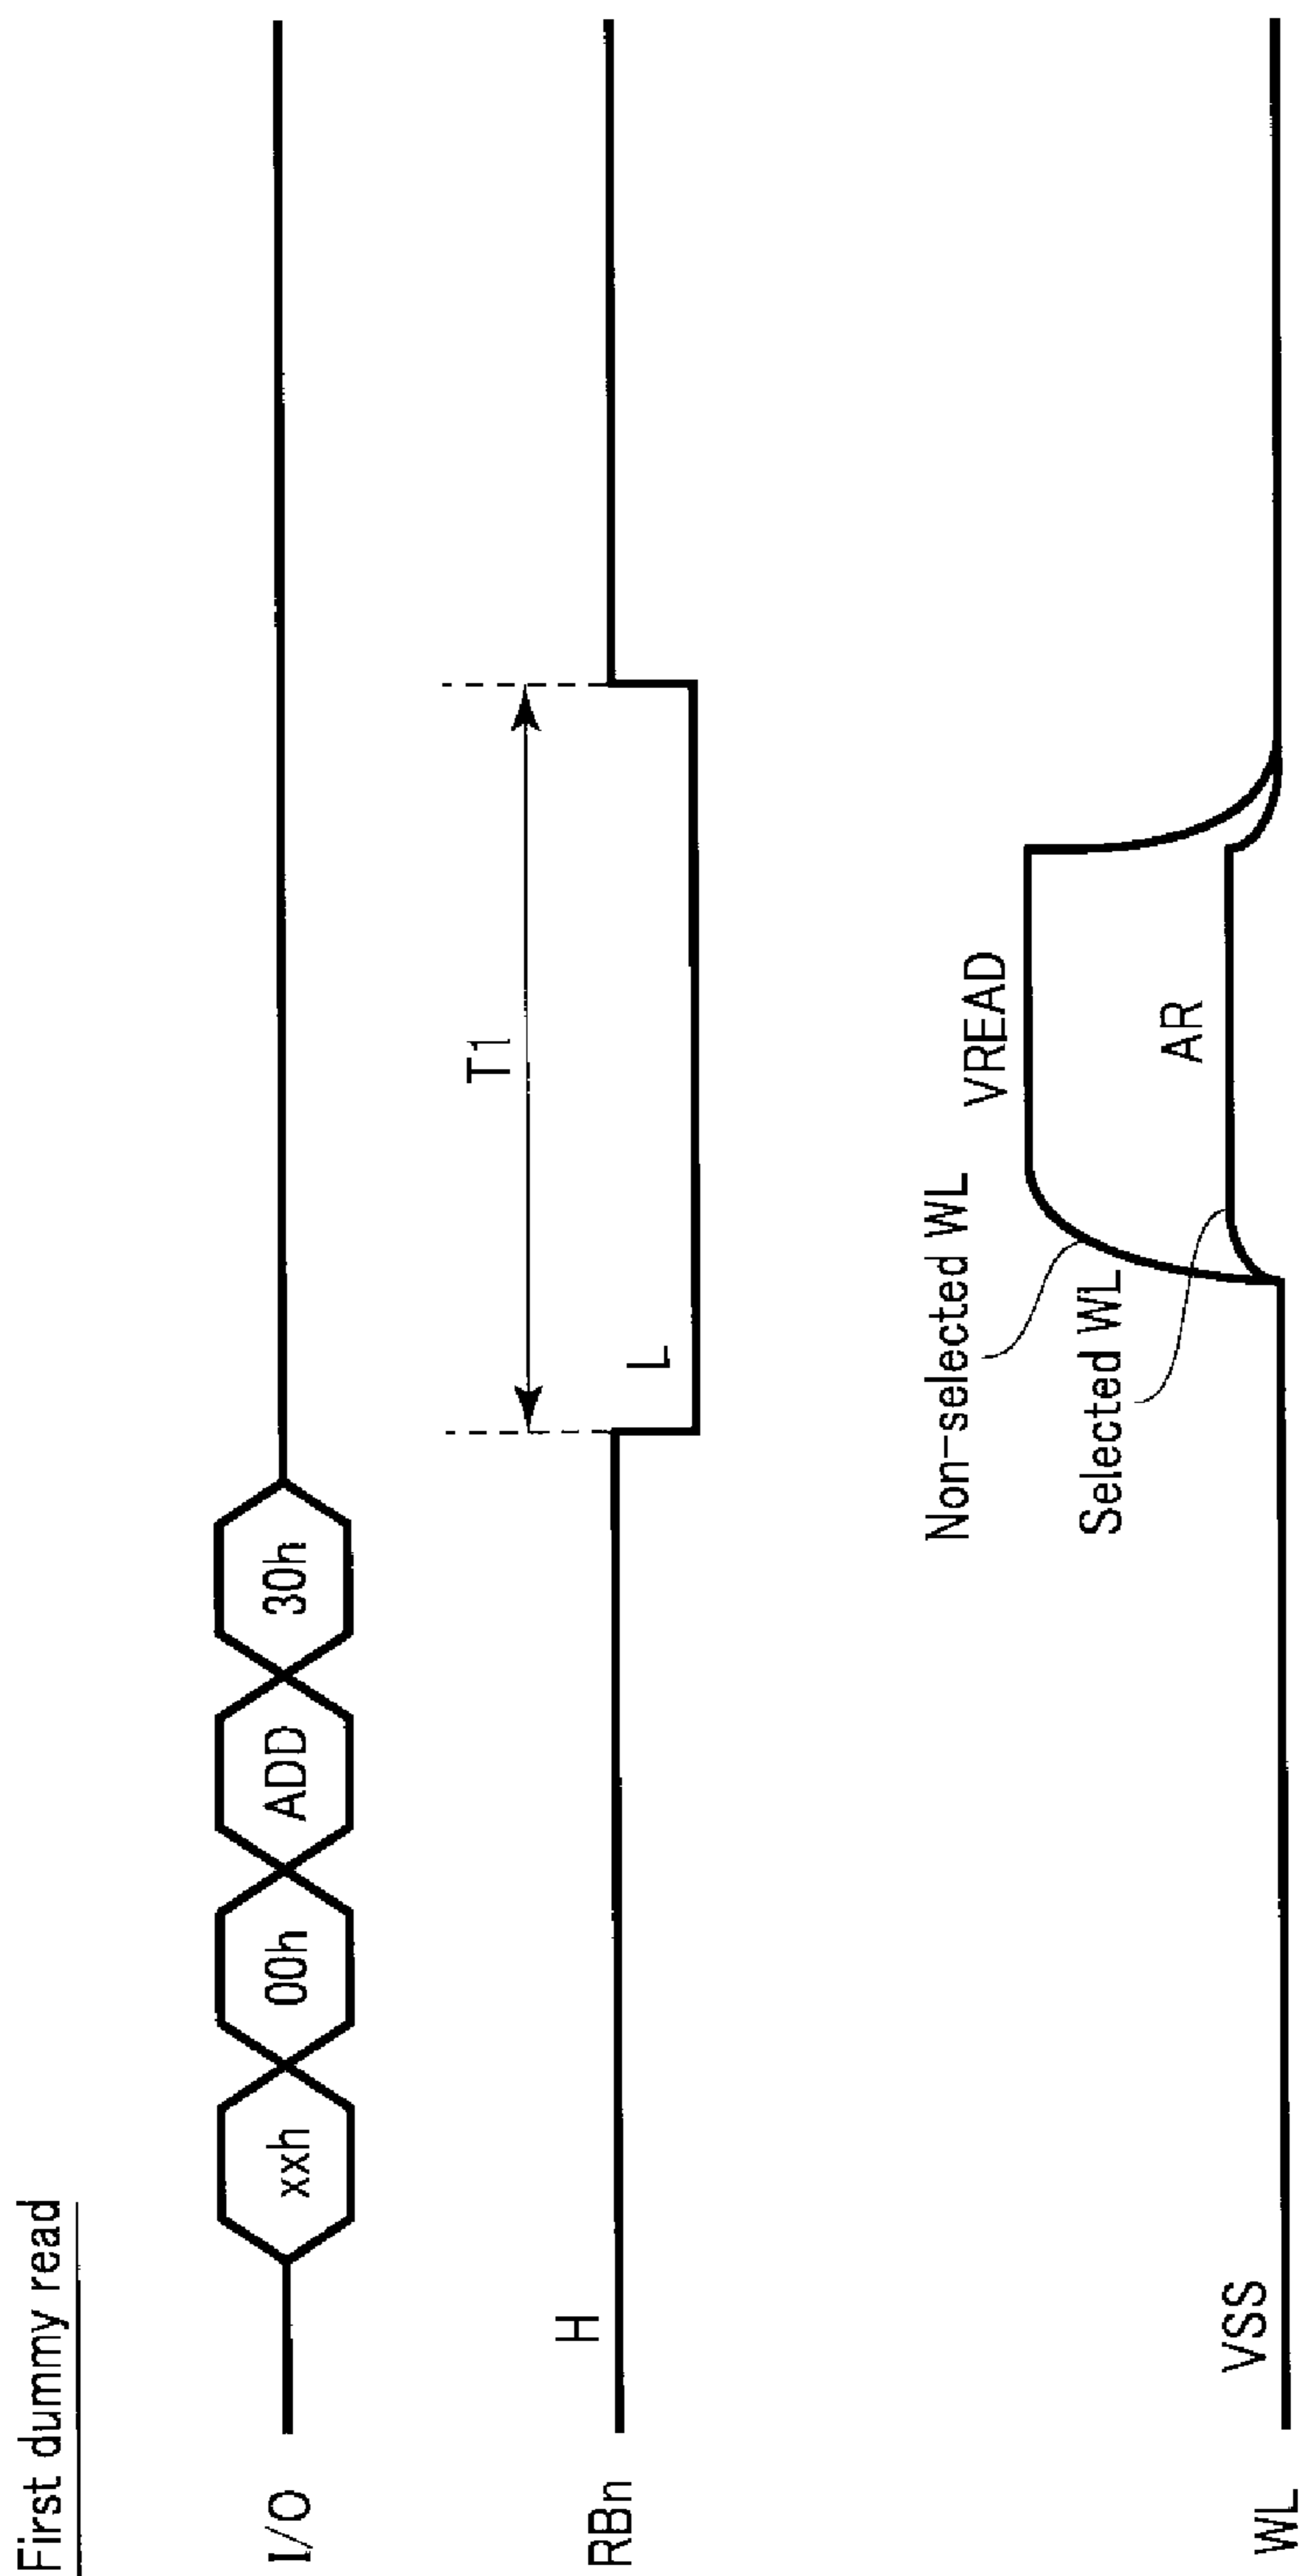 First dummy read
I/O
xxh
00h
ADD
30h
RBn
H
L
T1
WL
VSS
Non-selected WL
Selected WL
VREAD
AR